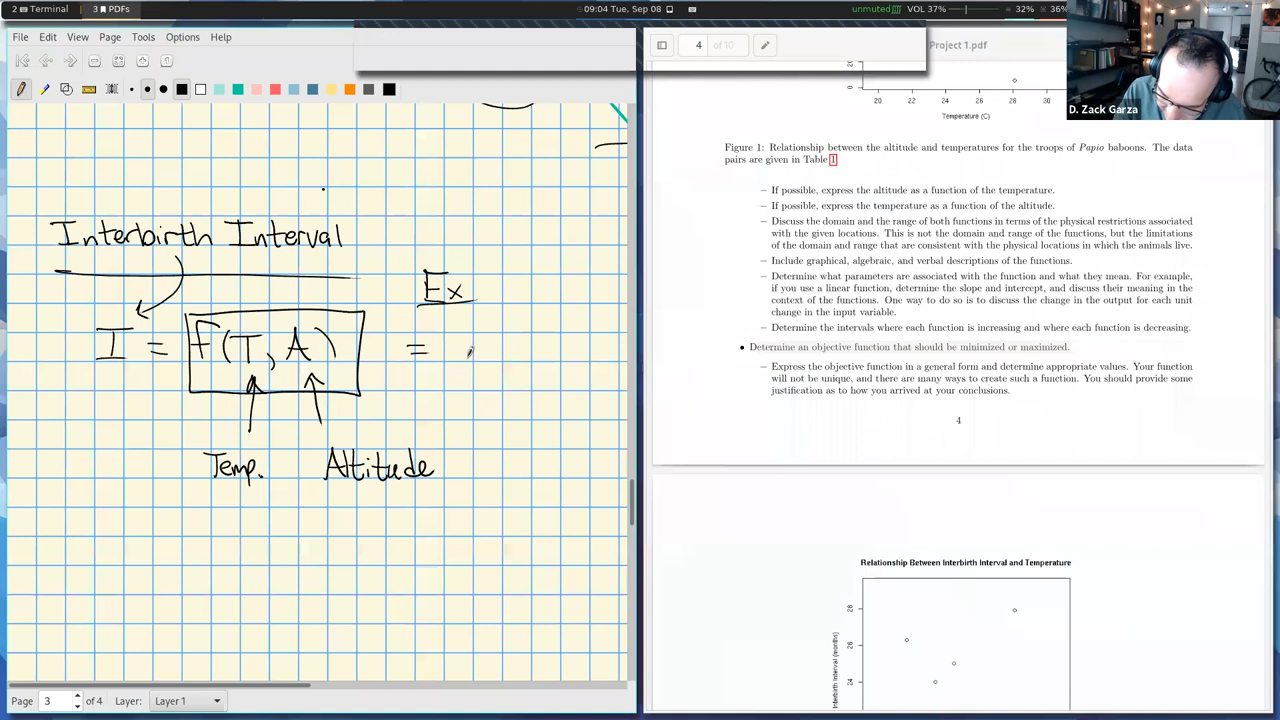 2 Terminal 3 PDFs 09:04 Tue, Sep 08 unmuted VOL 37% 32% 36%
File Edit View Page Tools Options Help
4 of 10
Project 1.pdf
D. Zack Garza
Interbirth Interval
Ex
I = F(T, A) =
Temp. Altitude
Page 3 of 4 Layer: Layer 1
0
20 22 24 26 28 30
Temperature (C)
Figure 1: Relationship between the altitude and temperatures for the troops of Papio baboons. The data
pairs are given in Table 1
– If possible, express the altitude as a function of the temperature.
– If possible, express the temperature as a function of the altitude.
– Discuss the domain and the range of both functions in terms of the physical restrictions associated
with the given locations. This is not the domain and range of the functions, but the limitations
of the domain and range that are consistent with the physical locations in which the animals live.
– Include graphical, algebraic, and verbal descriptions of the functions.
– Determine what parameters are associated with the function and what they mean. For example,
if you use a linear function, determine the slope and intercept, and discuss their meaning in the
context of the functions. One way to do so is to discuss the change in the output for each unit
change in the input variable.
– Determine the intervals where each function is increasing and where each function is decreasing.
• Determine an objective function that should be minimized or maximized.
– Express the objective function in a general form and determine appropriate values. Your function
will not be unique, and there are many ways to create such a function. You should provide some
justification as to how you arrived at your conclusions.
4
Relationship Between Interbirth Interval and Temperature
28
26
24
Interbirth Interval (months)